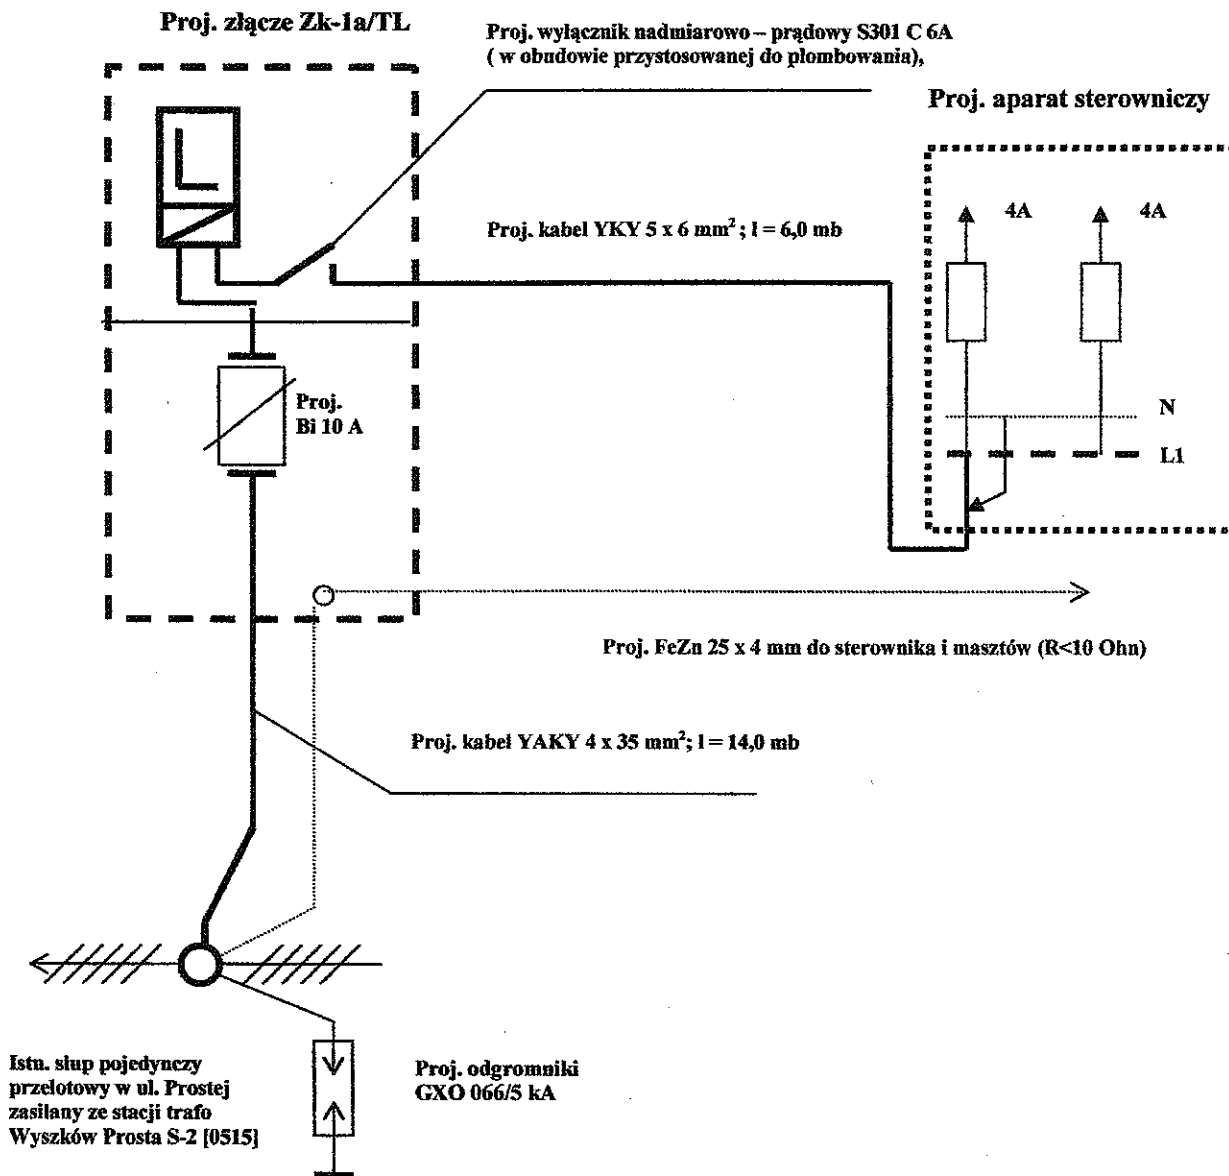 Proj. złącze Zk-1a/TL
Proj. wyłącznik nadmiarowo – prądowy S301 C 6A
( w obudowie przystosowanej do plombowania),
Proj. aparat sterowniczy
4A
4A
Proj. kabel YKY 5 x 6 mm²; l = 6,0 mb
Proj.
Bi 10 A
N
L1
Proj. FeZn 25 x 4 mm do sterownika i masztów (R<10 Ohn)
Proj. kabel YAKY 4 x 35 mm²; l = 14,0 mb
Istn. słup pojedynczy
przelotowy w ul. Prostej
zasilany ze stacji trafo
Wyszków Prosta S-2 [0515]
Proj. odgromniki
GXO 066/5 kA